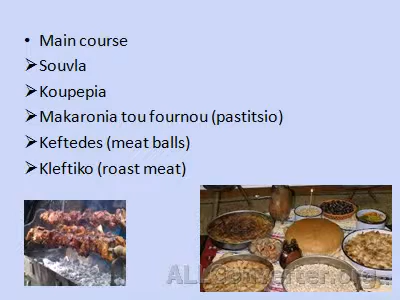 • Main course
➢Souvla
➢Koupepia
➢Makaronia tou fournou (pastitsio)
➢Keftedes (meat balls)
➢Kleftiko (roast meat)